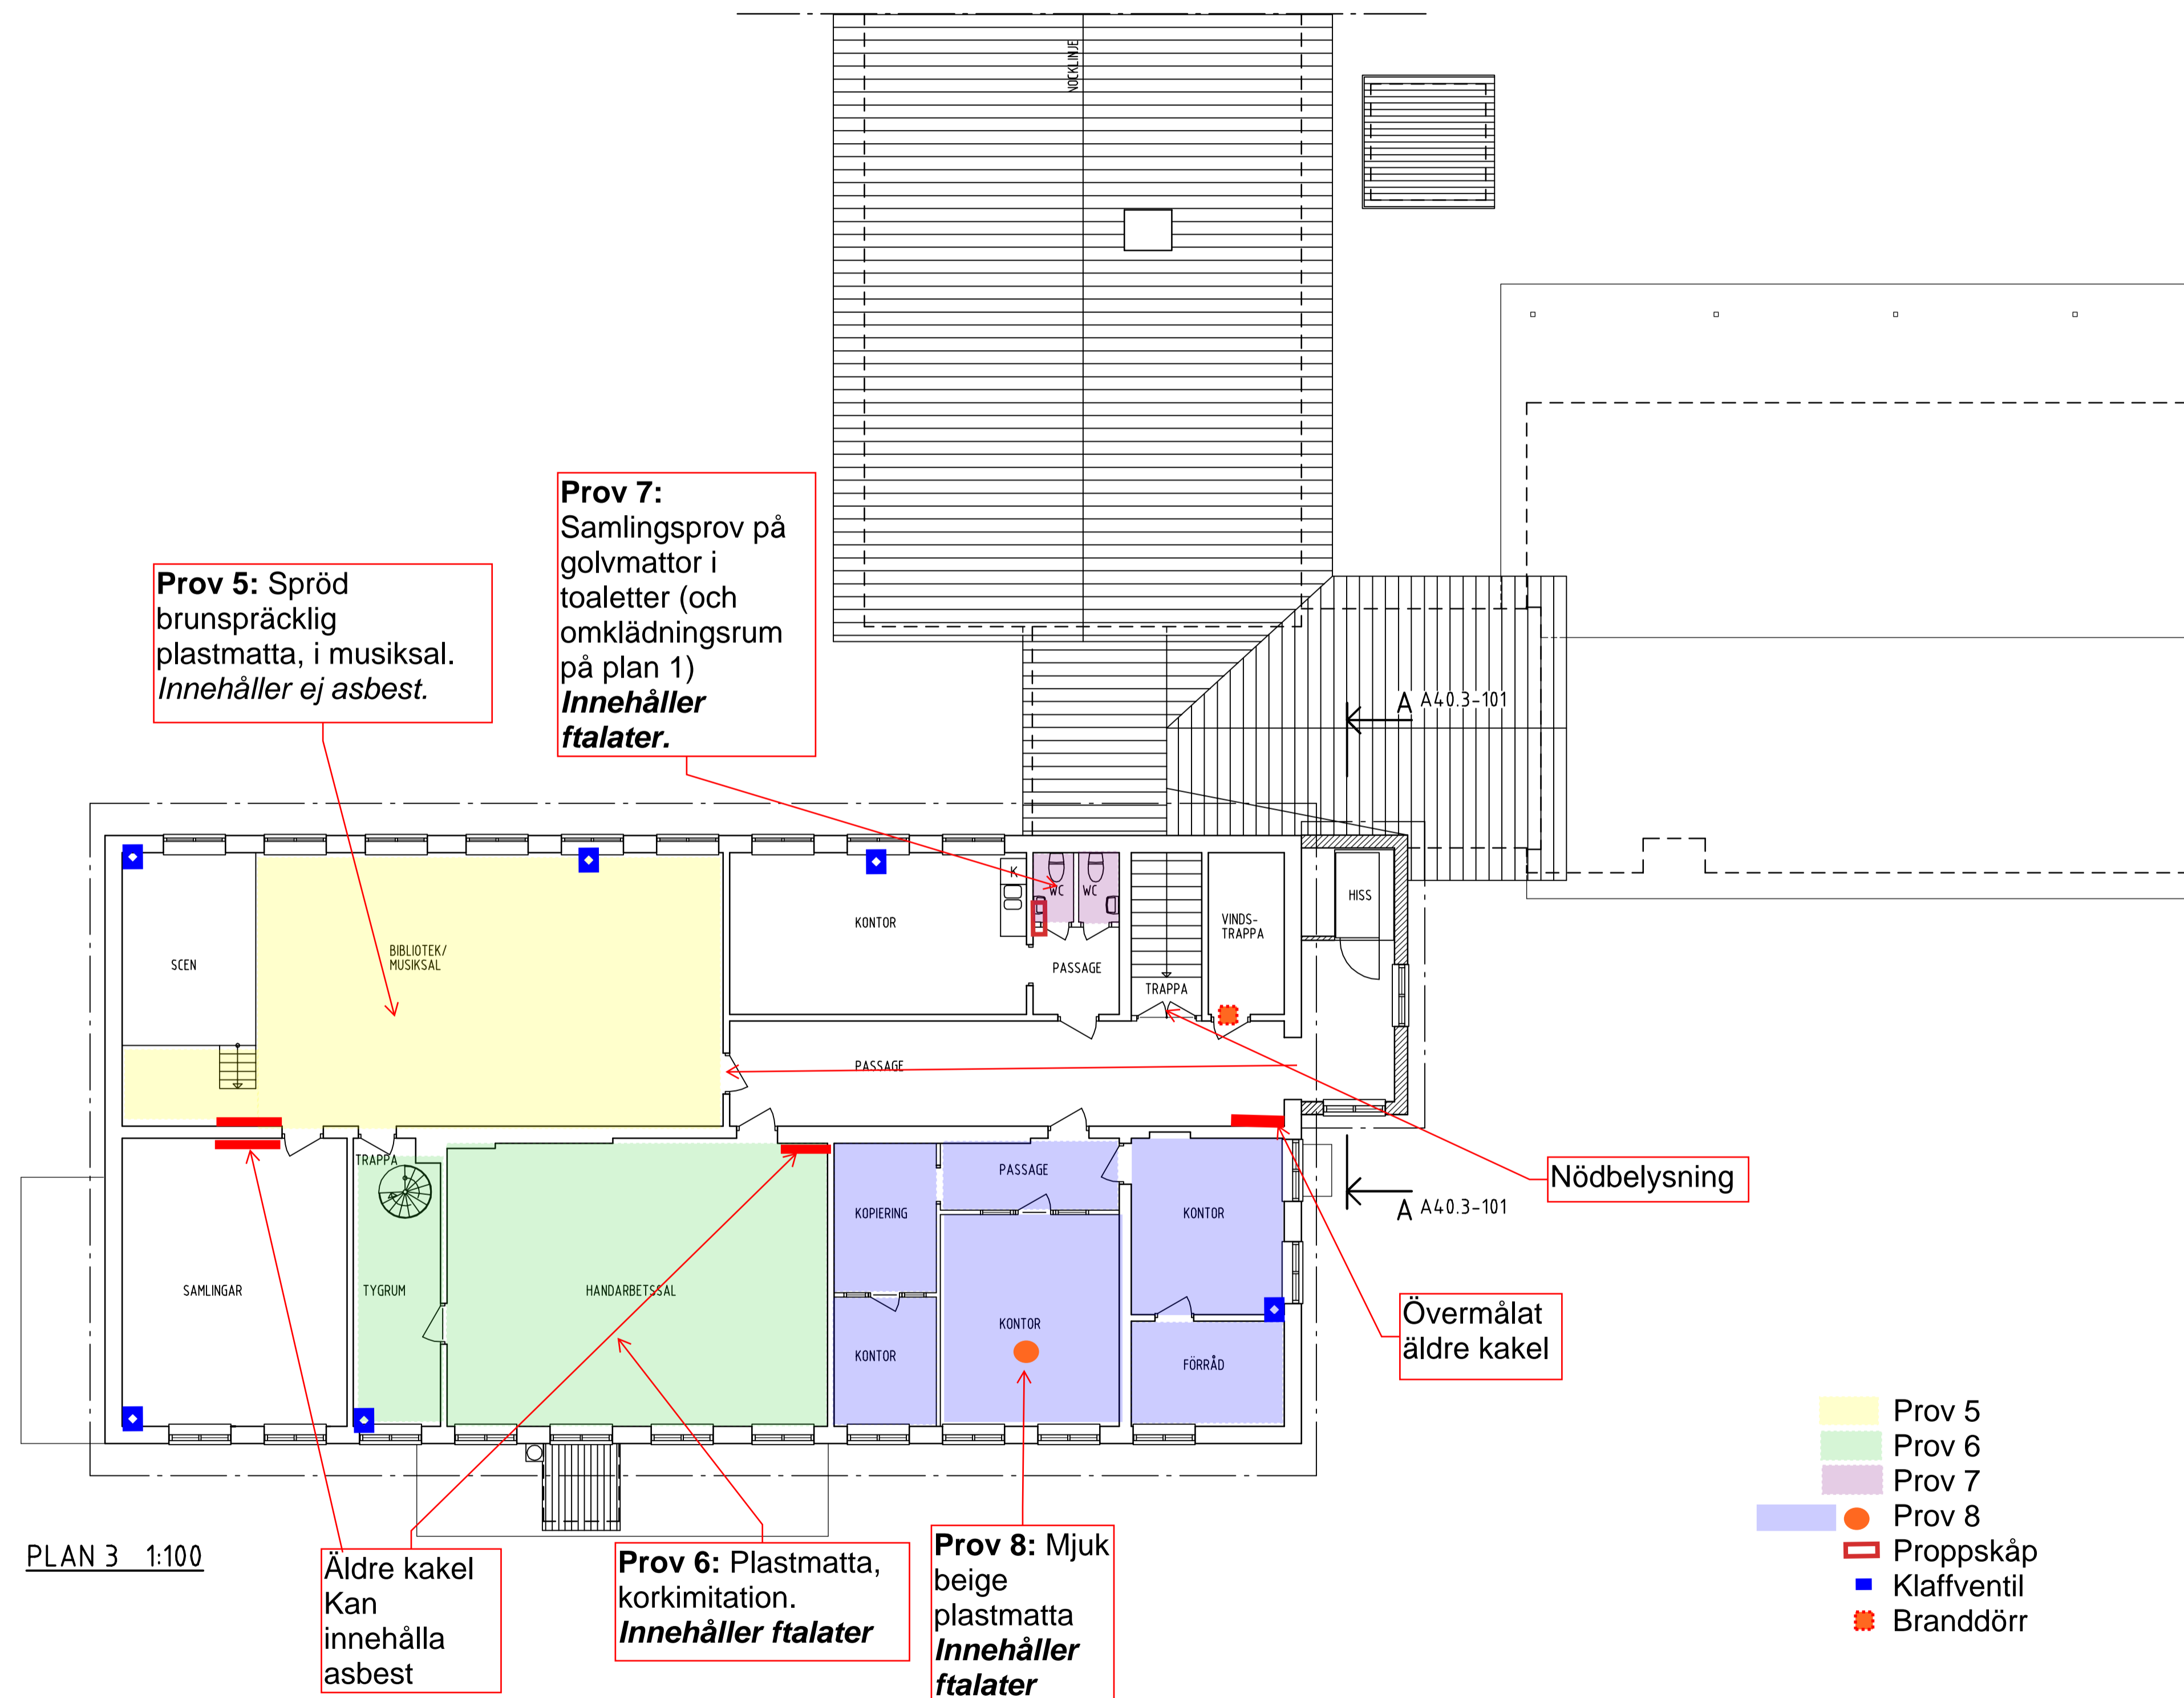 NOCKLINJE
Prov 7:
Samlingsprov på
golvmattor i
toaletter (och
omklädningsrum
på plan 1)
Innehåller
ftalater.
Prov 5: Spröd
brunspräcklig
plastmatta, i musiksal.
Innehåller ej asbest.
A A40.3-101
K
WC
WC
HISS
KONTOR
VINDS-
TRAPPA
BIBLIOTEK/
MUSIKSAL
SCEN
PASSAGE
TRAPPA
PASSAGE
TRAPPA
PASSAGE
Nödbelysning
KOPIERING
KONTOR
A A40.3-101
SAMLINGAR
TYGRUM
HANDARBETSSAL
KONTOR
KONTOR
FÖRRÅD
Övermålat
äldre kakel
Prov 5
Prov 6
Prov 7
Prov 8
Proppskåp
Klaffventil
Branddörr
PLAN 3 1:100
Äldre kakel
Kan
innehålla
asbest
Prov 6: Plastmatta,
korkimitation.
Innehåller ftalater
Prov 8: Mjuk
beige
plastmatta
Innehåller
ftalater